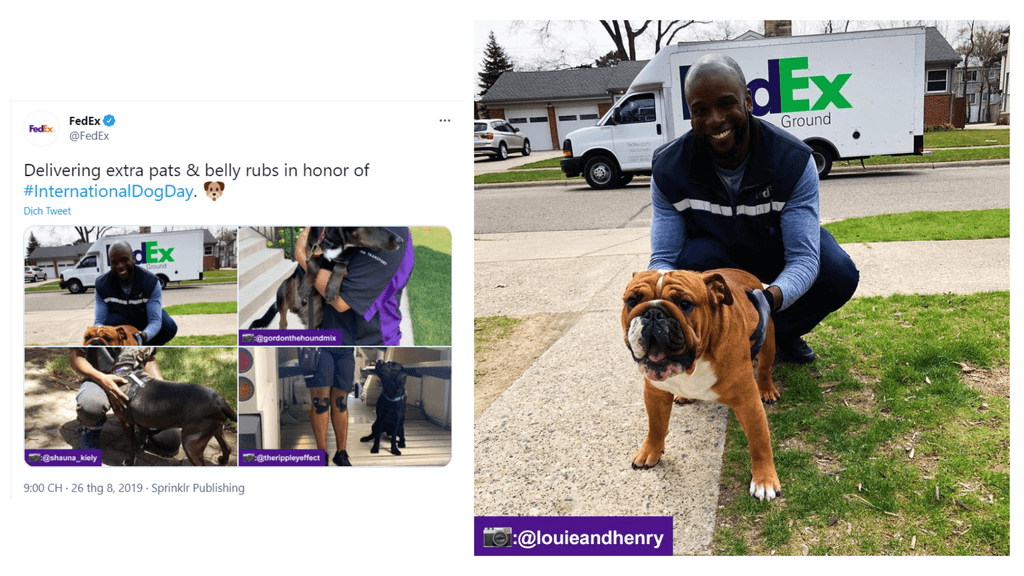 FedEx
FedEx
@FedEx
Delivering extra pats & belly rubs in honor of
#InternationalDogDay.
Dịch Tweet
dEx
Ground
:@gordonthehoundmix
:@shauna_kiely
:@therippleyeffect
9:00 CH · 26 thg 8, 2019 · Sprinklr Publishing
FedEx
Ground
:@louieandhenry